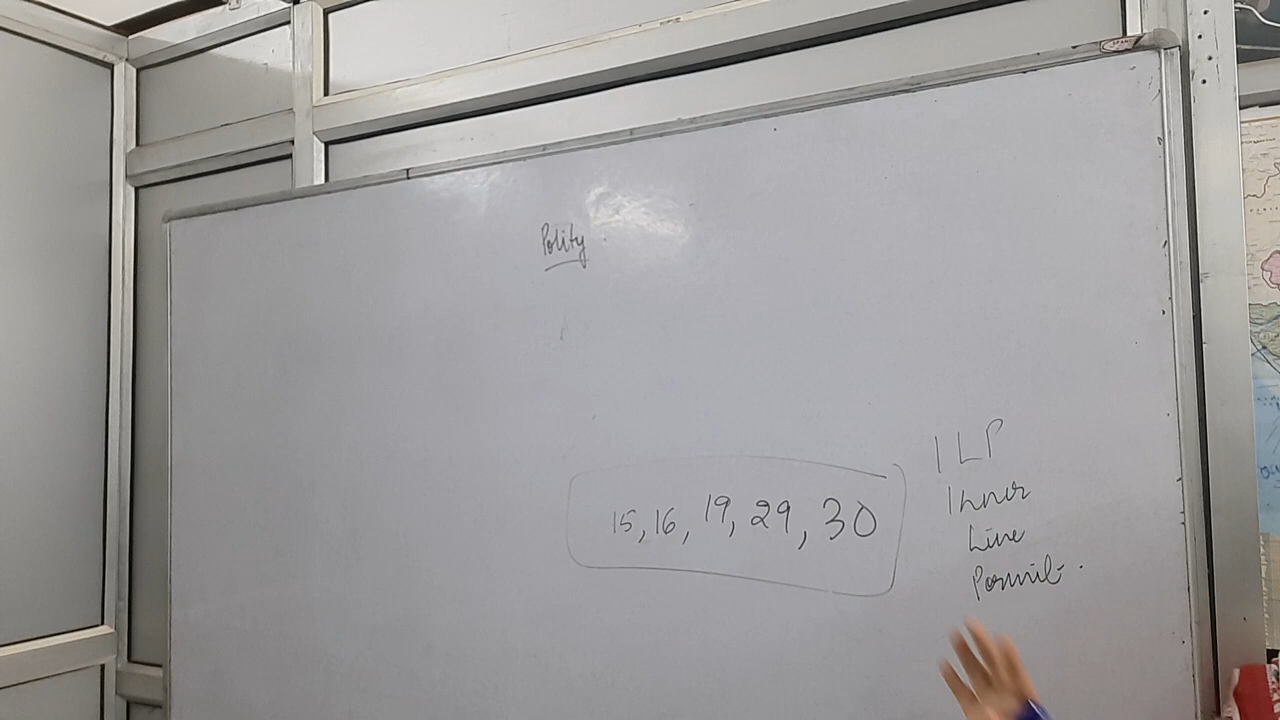 Polity
15, 16, 19, 29, 30
ILP
Inner
Line
Permit.